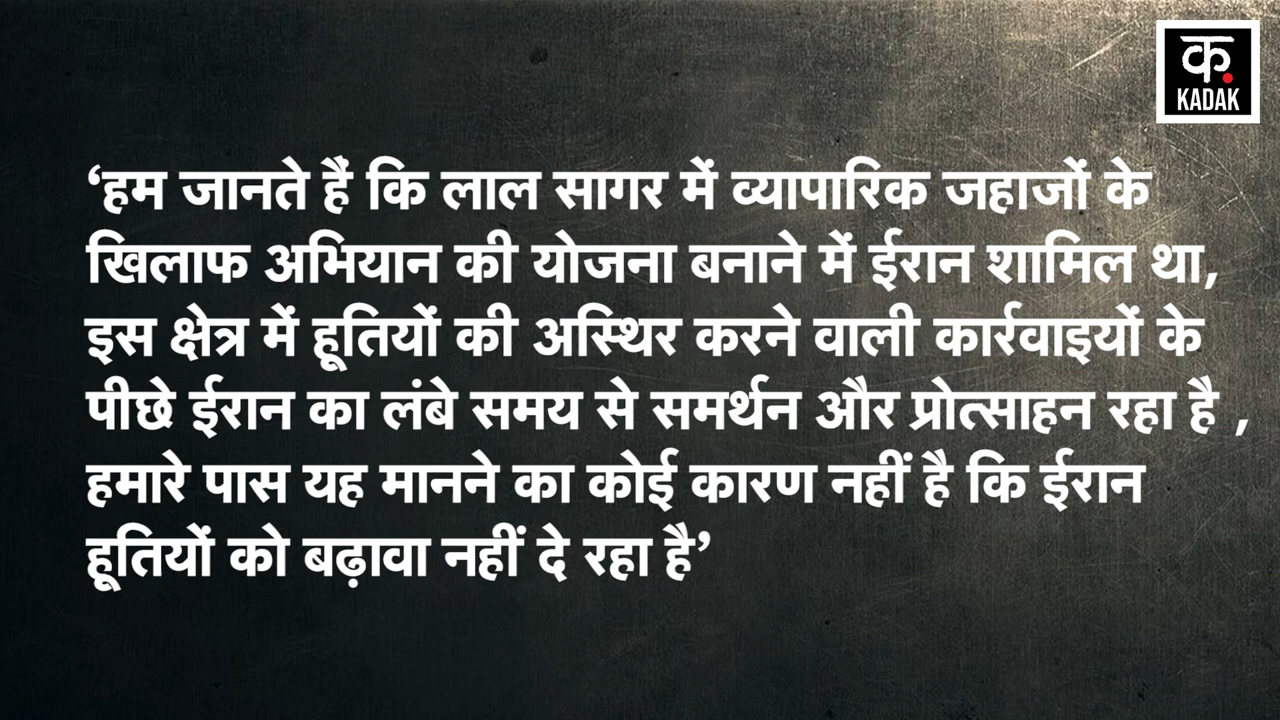 क.
KADAK
‘हम जानते हैं कि लाल सागर में व्यापारिक जहाजों के
खिलाफ अभियान की योजना बनाने में ईरान शामिल था,
इस क्षेत्र में हूतियों की अस्थिर करने वाली कार्रवाइयों के
पीछे ईरान का लंबे समय से समर्थन और प्रोत्साहन रहा है ,
हमारे पास यह मानने का कोई कारण नहीं है कि ईरान
हूतियों को बढ़ावा नहीं दे रहा है’